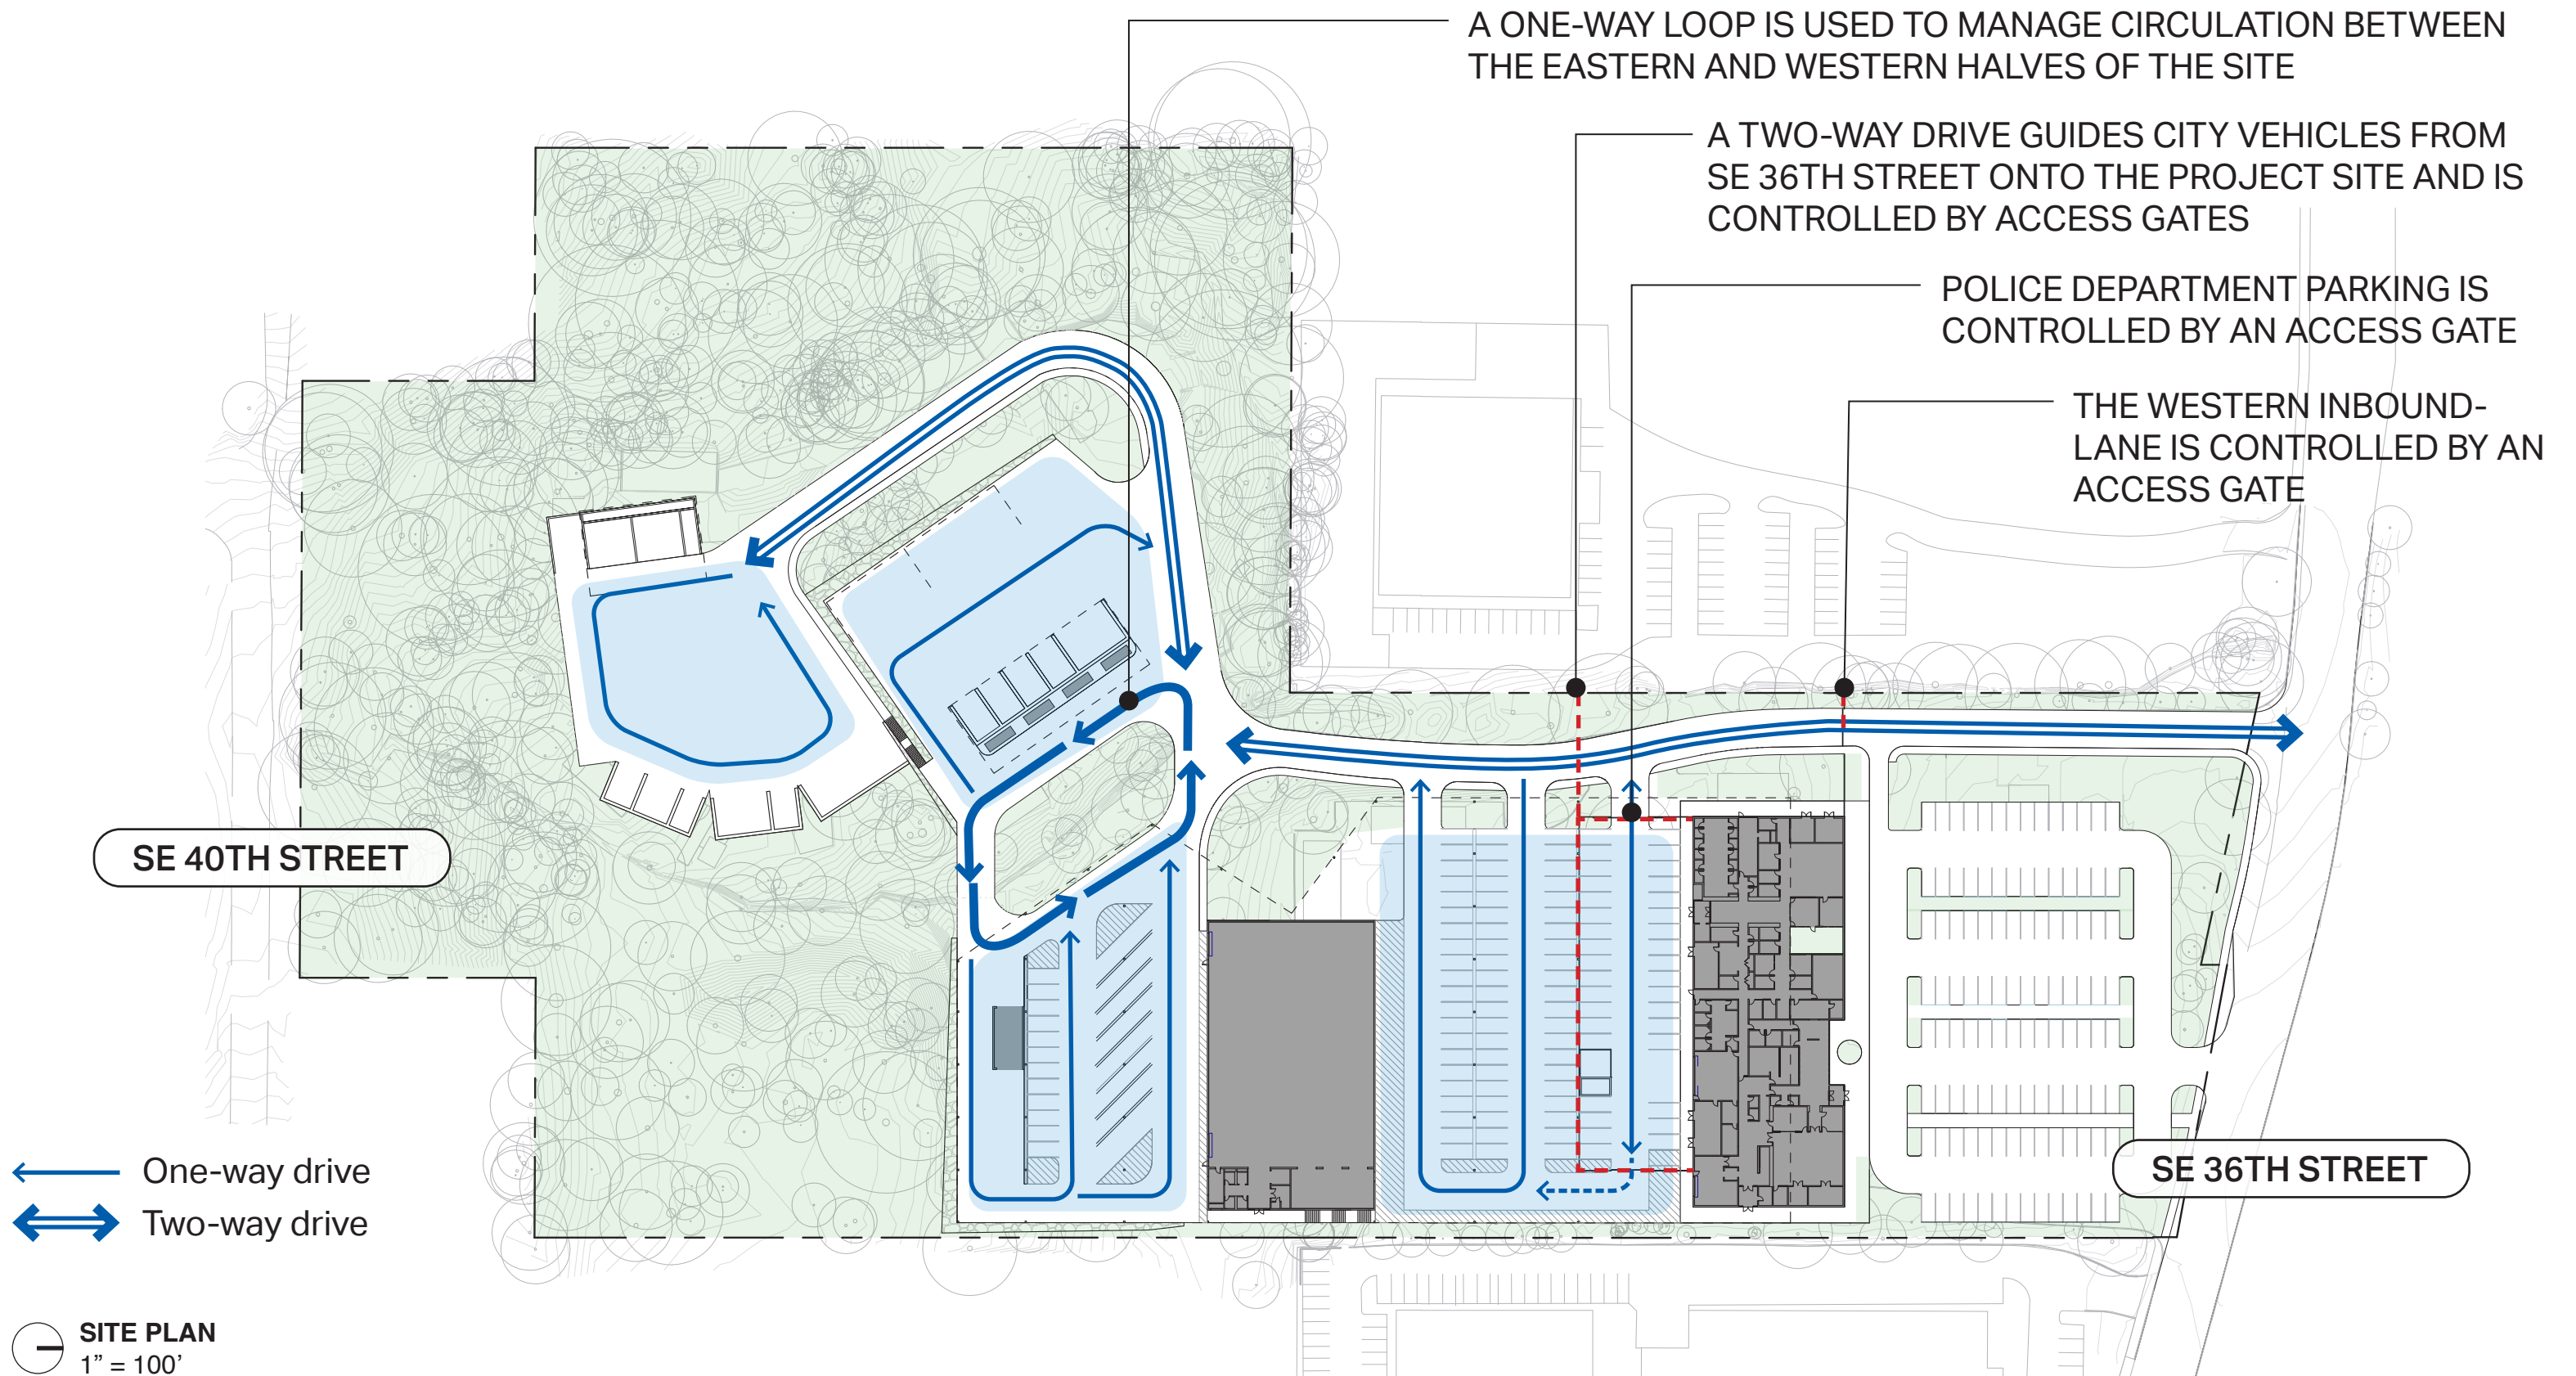 A ONE-WAY LOOP IS USED TO MANAGE CIRCULATION BETWEEN
THE EASTERN AND WESTERN HALVES OF THE SITE
A TWO-WAY DRIVE GUIDES CITY VEHICLES FROM
SE 36TH STREET ONTO THE PROJECT SITE AND IS
CONTROLLED BY ACCESS GATES
POLICE DEPARTMENT PARKING IS
CONTROLLED BY AN ACCESS GATE
THE WESTERN INBOUND-
LANE IS CONTROLLED BY AN
ACCESS GATE
SE 40TH STREET
SE 36TH STREET
One-way drive
Two-way drive
SITE PLAN
1” = 100’